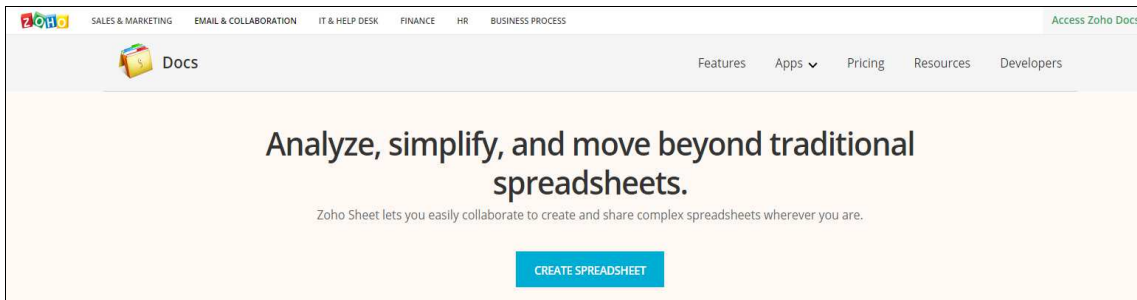 ZOHO SALES & MARKETING EMAIL & COLLABORATION IT & HELP DESK FINANCE HR BUSINESS PROCESS Access Zoho Docs
Docs Features Apps Pricing Resources Developers
Analyze, simplify, and move beyond traditional
spreadsheets.
Zoho Sheet lets you easily collaborate to create and share complex spreadsheets wherever you are.
CREATE SPREADSHEET